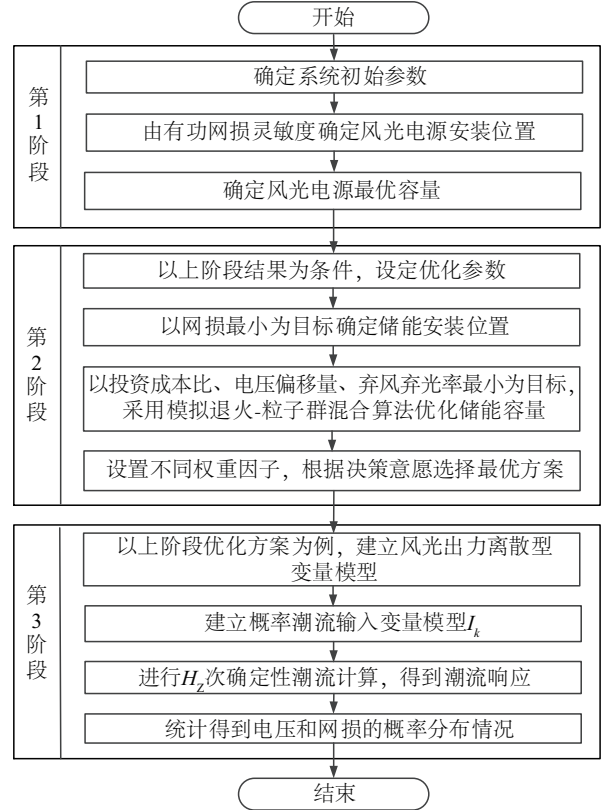 开始
第1阶段
确定系统初始参数
由有功网损灵敏度确定风光电源安装位置
确定风光电源最优容量
第2阶段
以上阶段结果为条件，设定优化参数
以网损最小为目标确定储能安装位置
以投资成本比、电压偏移量、弃风弃光率最小为目标，
采用模拟退火-粒子群混合算法优化储能容量
设置不同权重因子，根据决策意愿选择最优方案
第3阶段
以上阶段优化方案为例，建立风光出力离散型
变量模型
建立概率潮流输入变量模型I_k
进行H_Z次确定性潮流计算，得到潮流响应
统计得到电压和网损的概率分布情况
结束